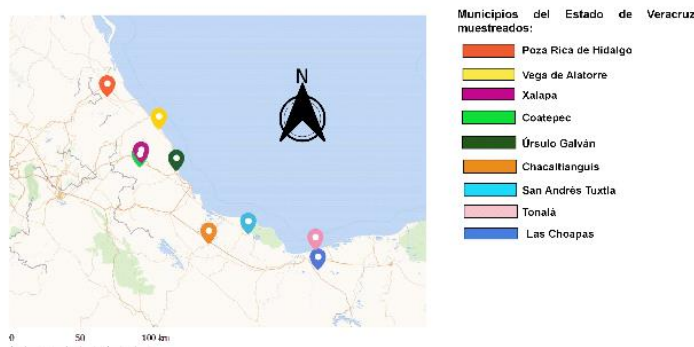 Municipios del Estado de Veracruz
muestreados:
Poza Rica de Hidalgo
Vega de Alatorre
Xalapa
Coatepec
Úrsulo Galván
Chacaltianguis
San Andrés Tuxtla
Tonalá
Las Choapas
N
0 50 100 km